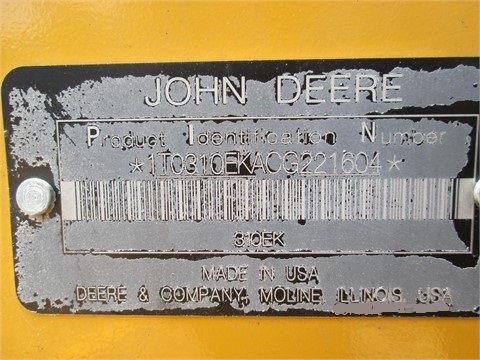 JOHN DEERE
Product Identification Number
*1T0310EKACG221604*
310EK
MADE IN USA
DEERE & COMPANY, MOLINE, ILLINOIS, USA